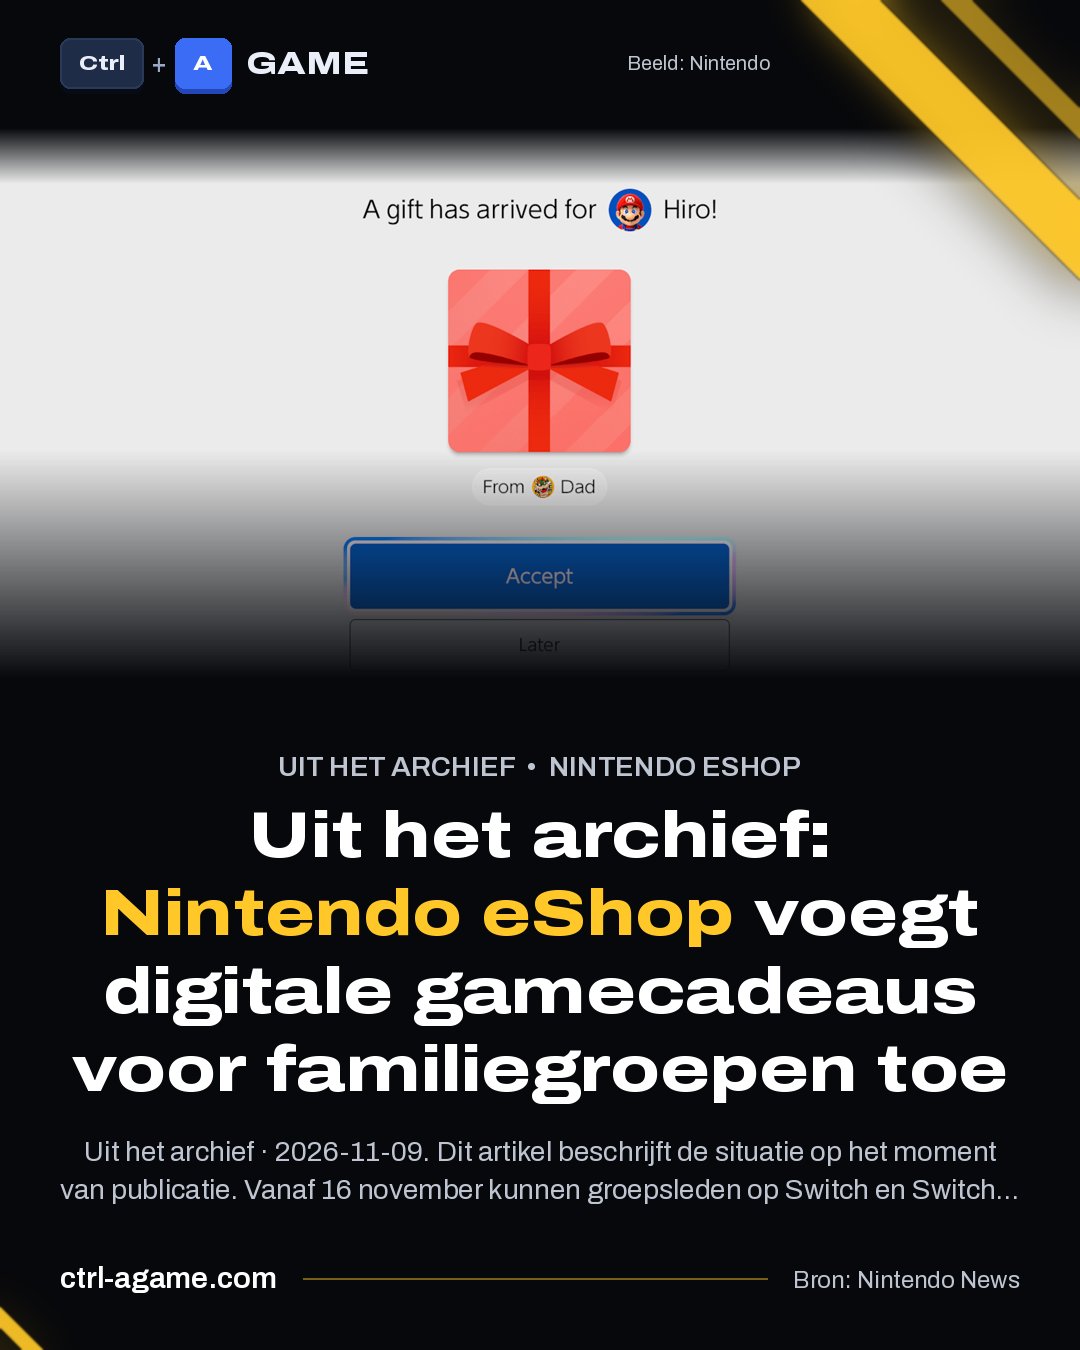 Ctrl + A GAME
Beeld: Nintendo
A gift has arrived for Hiro!
From Dad
Accept
Later
UIT HET ARCHIEF • NINTENDO ESHOP
Uit het archief:
Nintendo eShop voegt
digitale gamecadeaus
voor familiegroepen toe
Uit het archief · 2026-11-09. Dit artikel beschrijft de situatie op het moment
van publicatie. Vanaf 16 november kunnen groepsleden op Switch en Switch...
ctrl-agame.com
Bron: Nintendo News